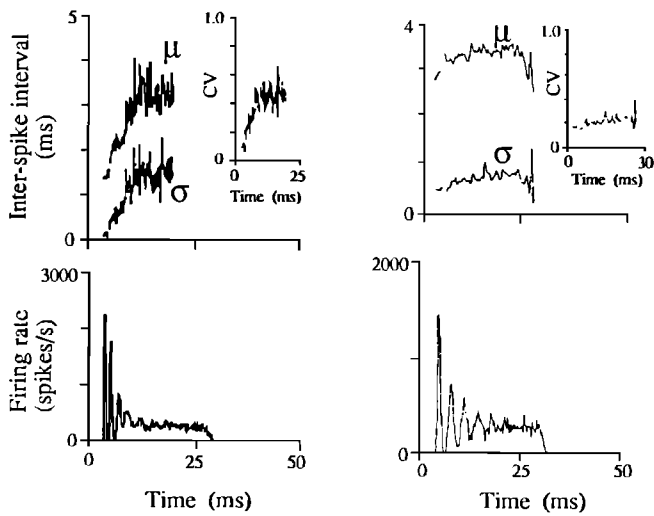 Inter-spike interval
(ms)
5
0
μ
σ
CV
1.0
0
0
25
Time (ms)
4
0
μ
σ
CV
1.0
0
0
30
Time (ms)
Firing rate
(spikes/s)
3000
0
0
25
50
Time (ms)
2000
0
0
25
50
Time (ms)